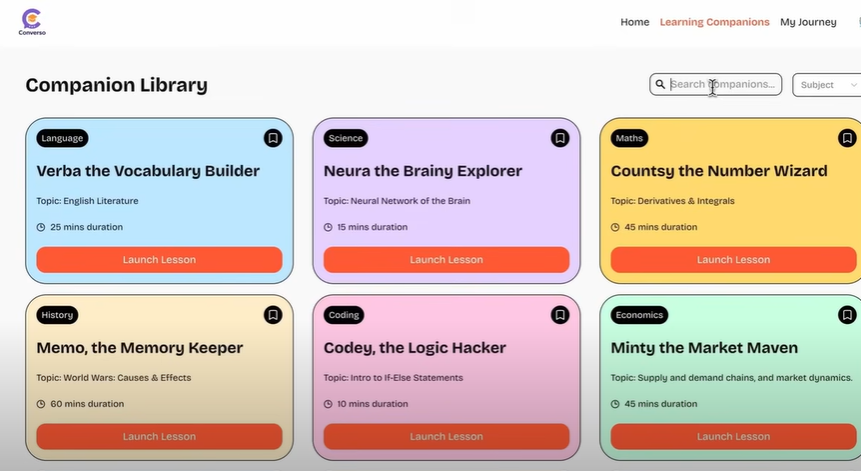 Converso
Home Learning Companions My Journey
Companion Library
Search companions...
Subject
Language
Verba the Vocabulary Builder
Topic: English Literature
25 mins duration
Launch Lesson
Science
Neura the Brainy Explorer
Topic: Neural Network of the Brain
15 mins duration
Launch Lesson
Maths
Countsy the Number Wizard
Topic: Derivatives & Integrals
45 mins duration
Launch Lesson
History
Memo, the Memory Keeper
Topic: World Wars: Causes & Effects
60 mins duration
Launch Lesson
Coding
Codey, the Logic Hacker
Topic: Intro to If-Else Statements
10 mins duration
Launch Lesson
Economics
Minty the Market Maven
Topic: Supply and demand chains, and market dynamics.
45 mins duration
Launch Lesson